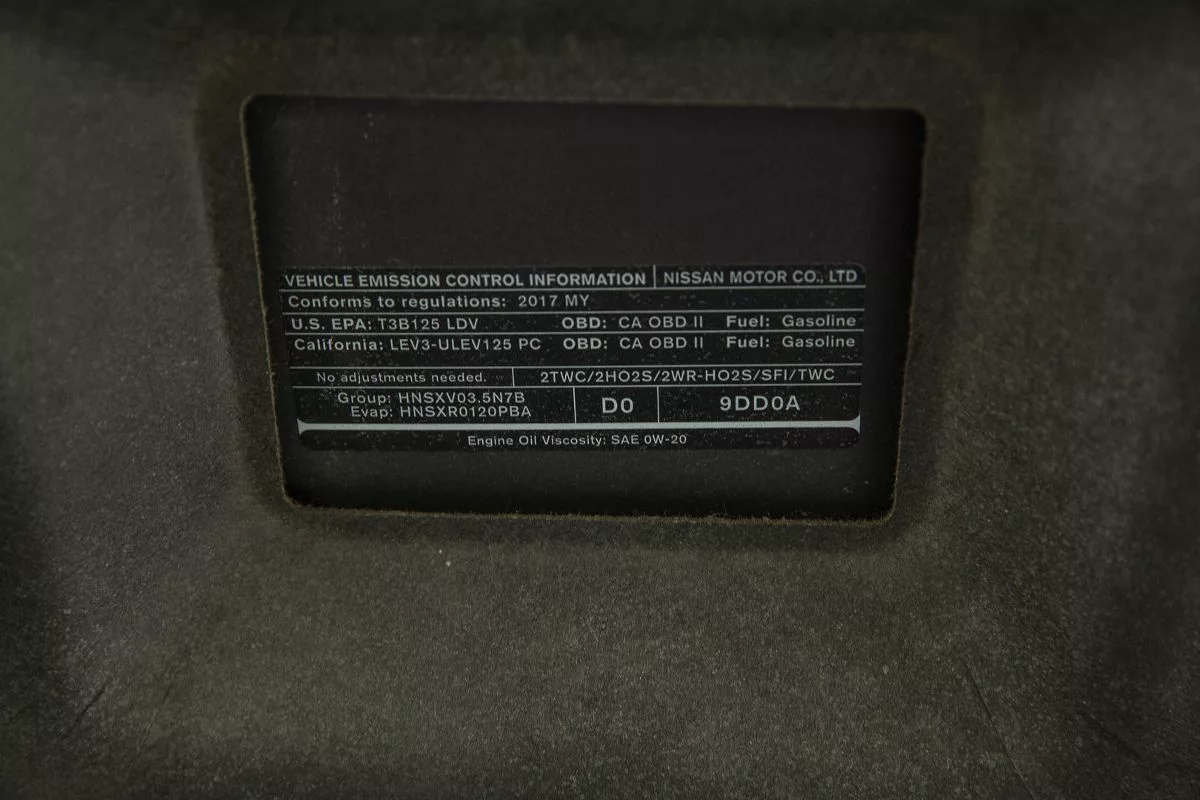 VEHICLE EMISSION CONTROL INFORMATION NISSAN MOTOR CO., LTD
Conforms to regulations: 2017 MY
U.S. EPA: T3B125 LDV OBD: CA OBD II Fuel: Gasoline
California: LEV3-ULEV125 PC OBD: CA OBD II Fuel: Gasoline
No adjustments needed. 2TWC/2HO2S/2WR-HO2S/SFI/TWC
Group: HNSXV03.5N7B
Evap: HNSXR0120PBA
D0 9DD0A
Engine Oil Viscosity: SAE 0W-20